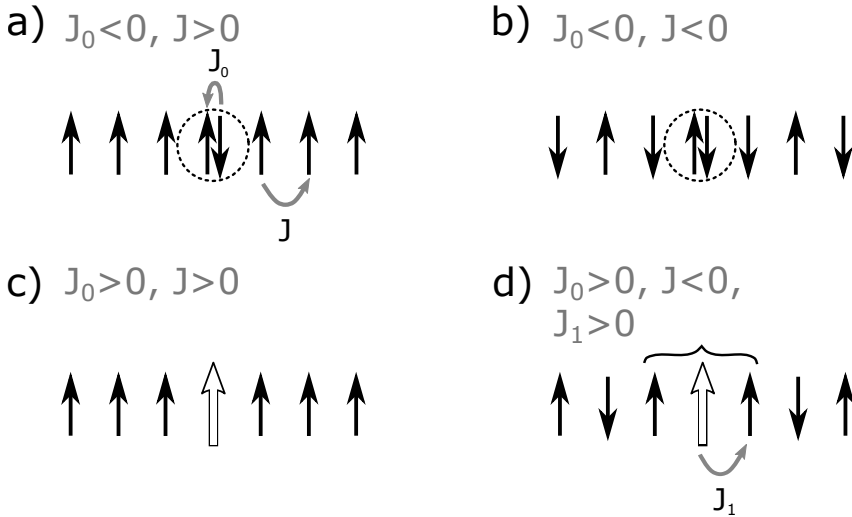 a) J₀<0, J>0
J₀
J
b) J₀<0, J<0
c) J₀>0, J>0
d) J₀>0, J<0,
J₁>0
J₁